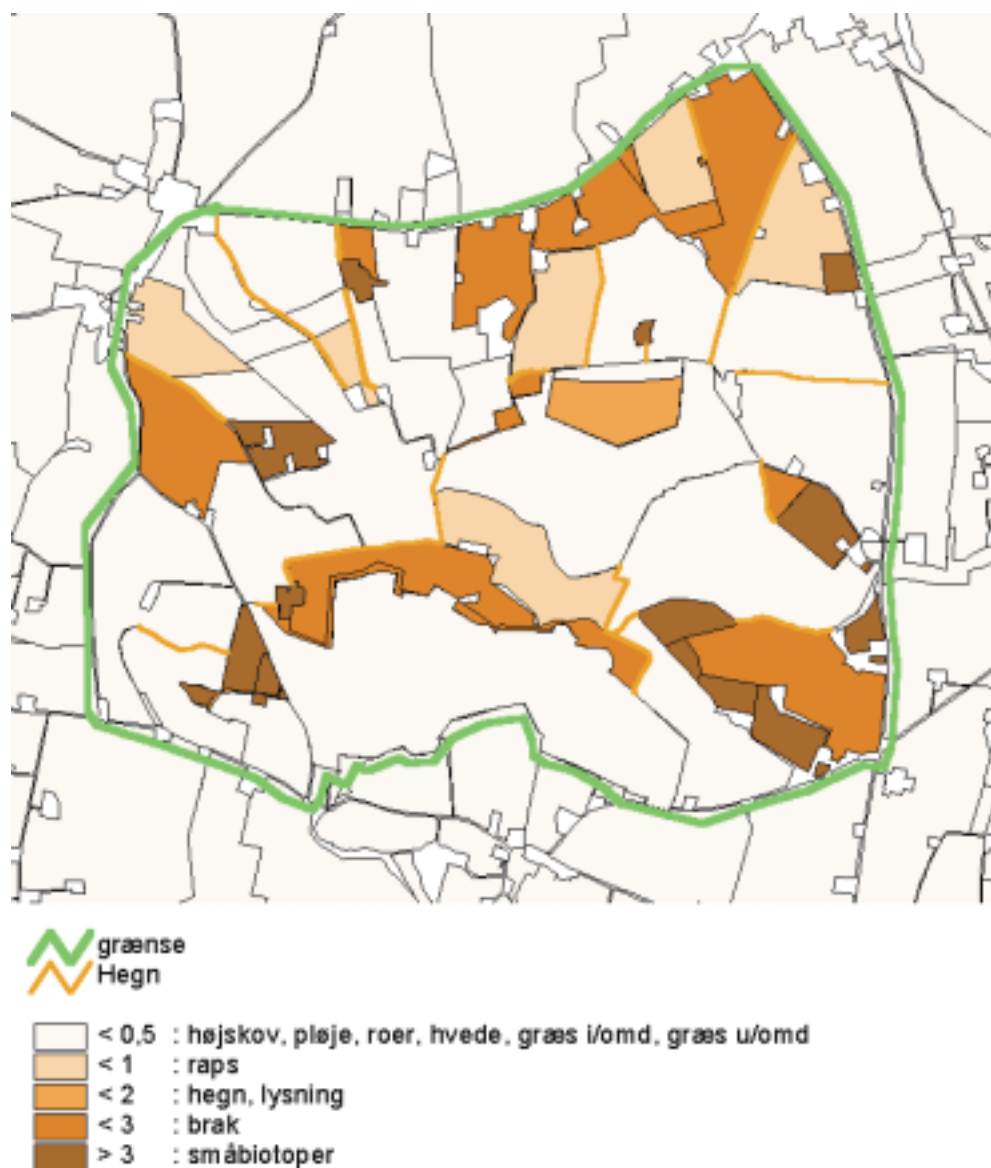 grænse
Hegn
< 0,5 : højskov, pløje, roer, hvede, græs i/omd, græs u/omd
< 1 : raps
< 2 : hegn, lysning
< 3 : brak
> 3 : småbiotoper